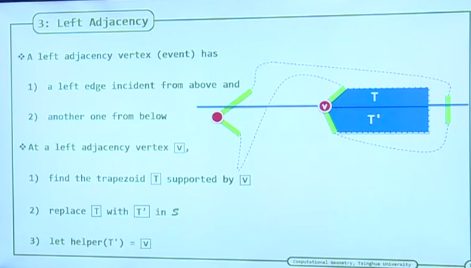 3: Left Adjacency
❖A left adjacency vertex (event) has
1) a left edge incident from above and
2) another one from below
❖At a left adjacency vertex v,
1) find the trapezoid T supported by v
2) replace T with T' in S
3) let helper(T') = v
v
T
T'
Computational Geometry, Tsinghua University